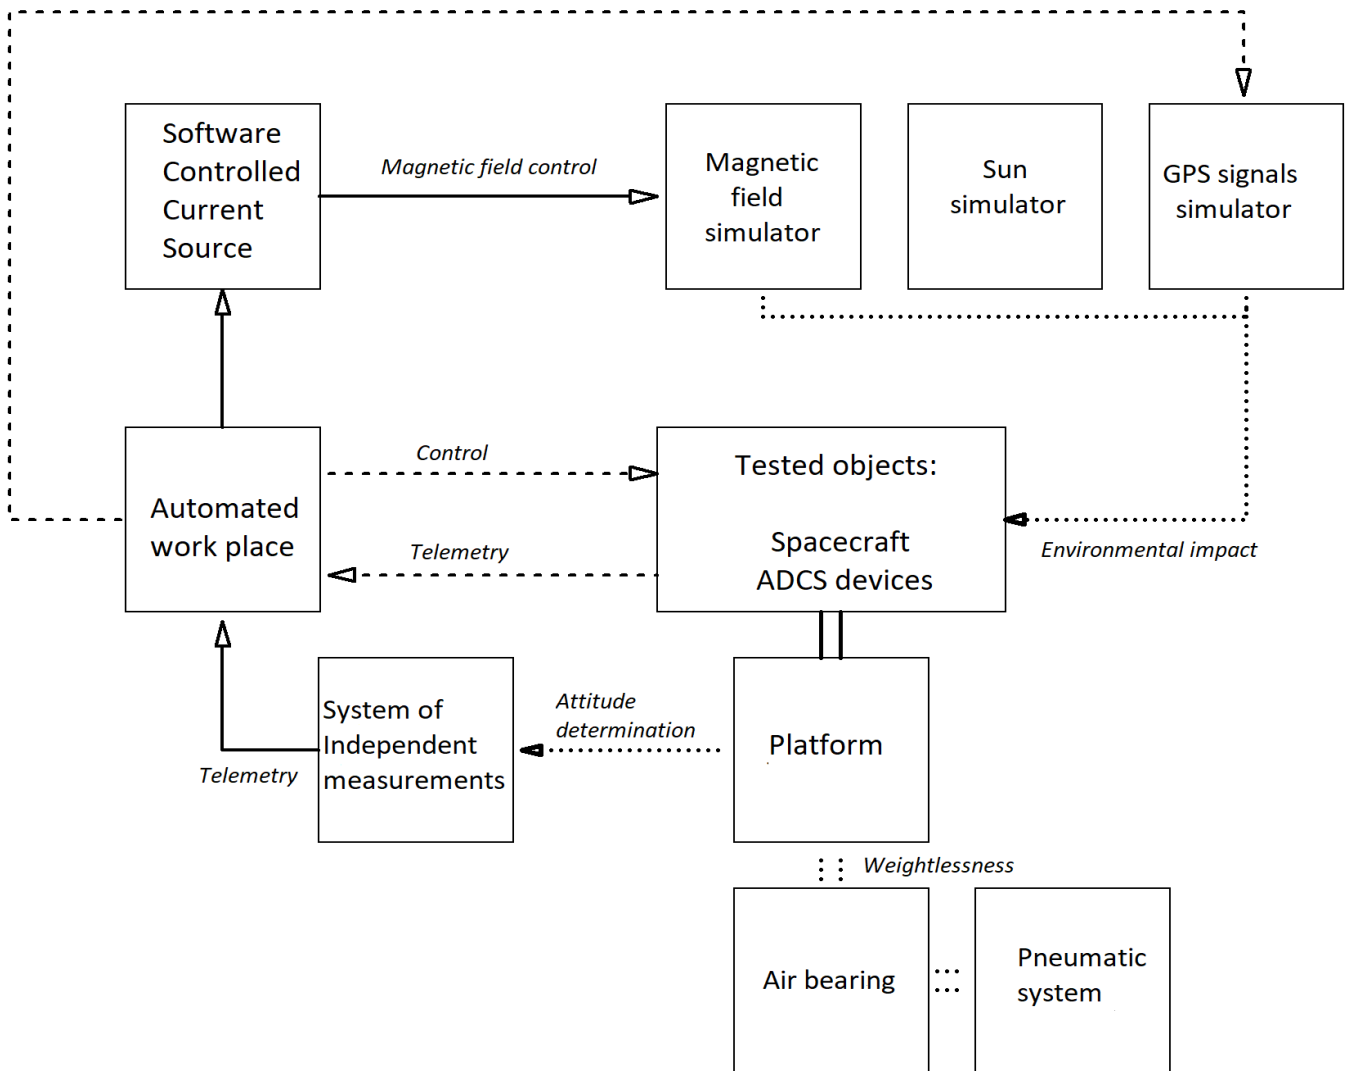 Software
Controlled
Current
Source
Magnetic field control
Magnetic
field
simulator
Sun
simulator
GPS signals
simulator
Automated
work place
Control
Telemetry
Tested objects:
Spacecraft
ADCS devices
Environmental impact
System of
Independent
measurements
Telemetry
Attitude
determination
Platform
Weightlessness
Air bearing
Pneumatic
system